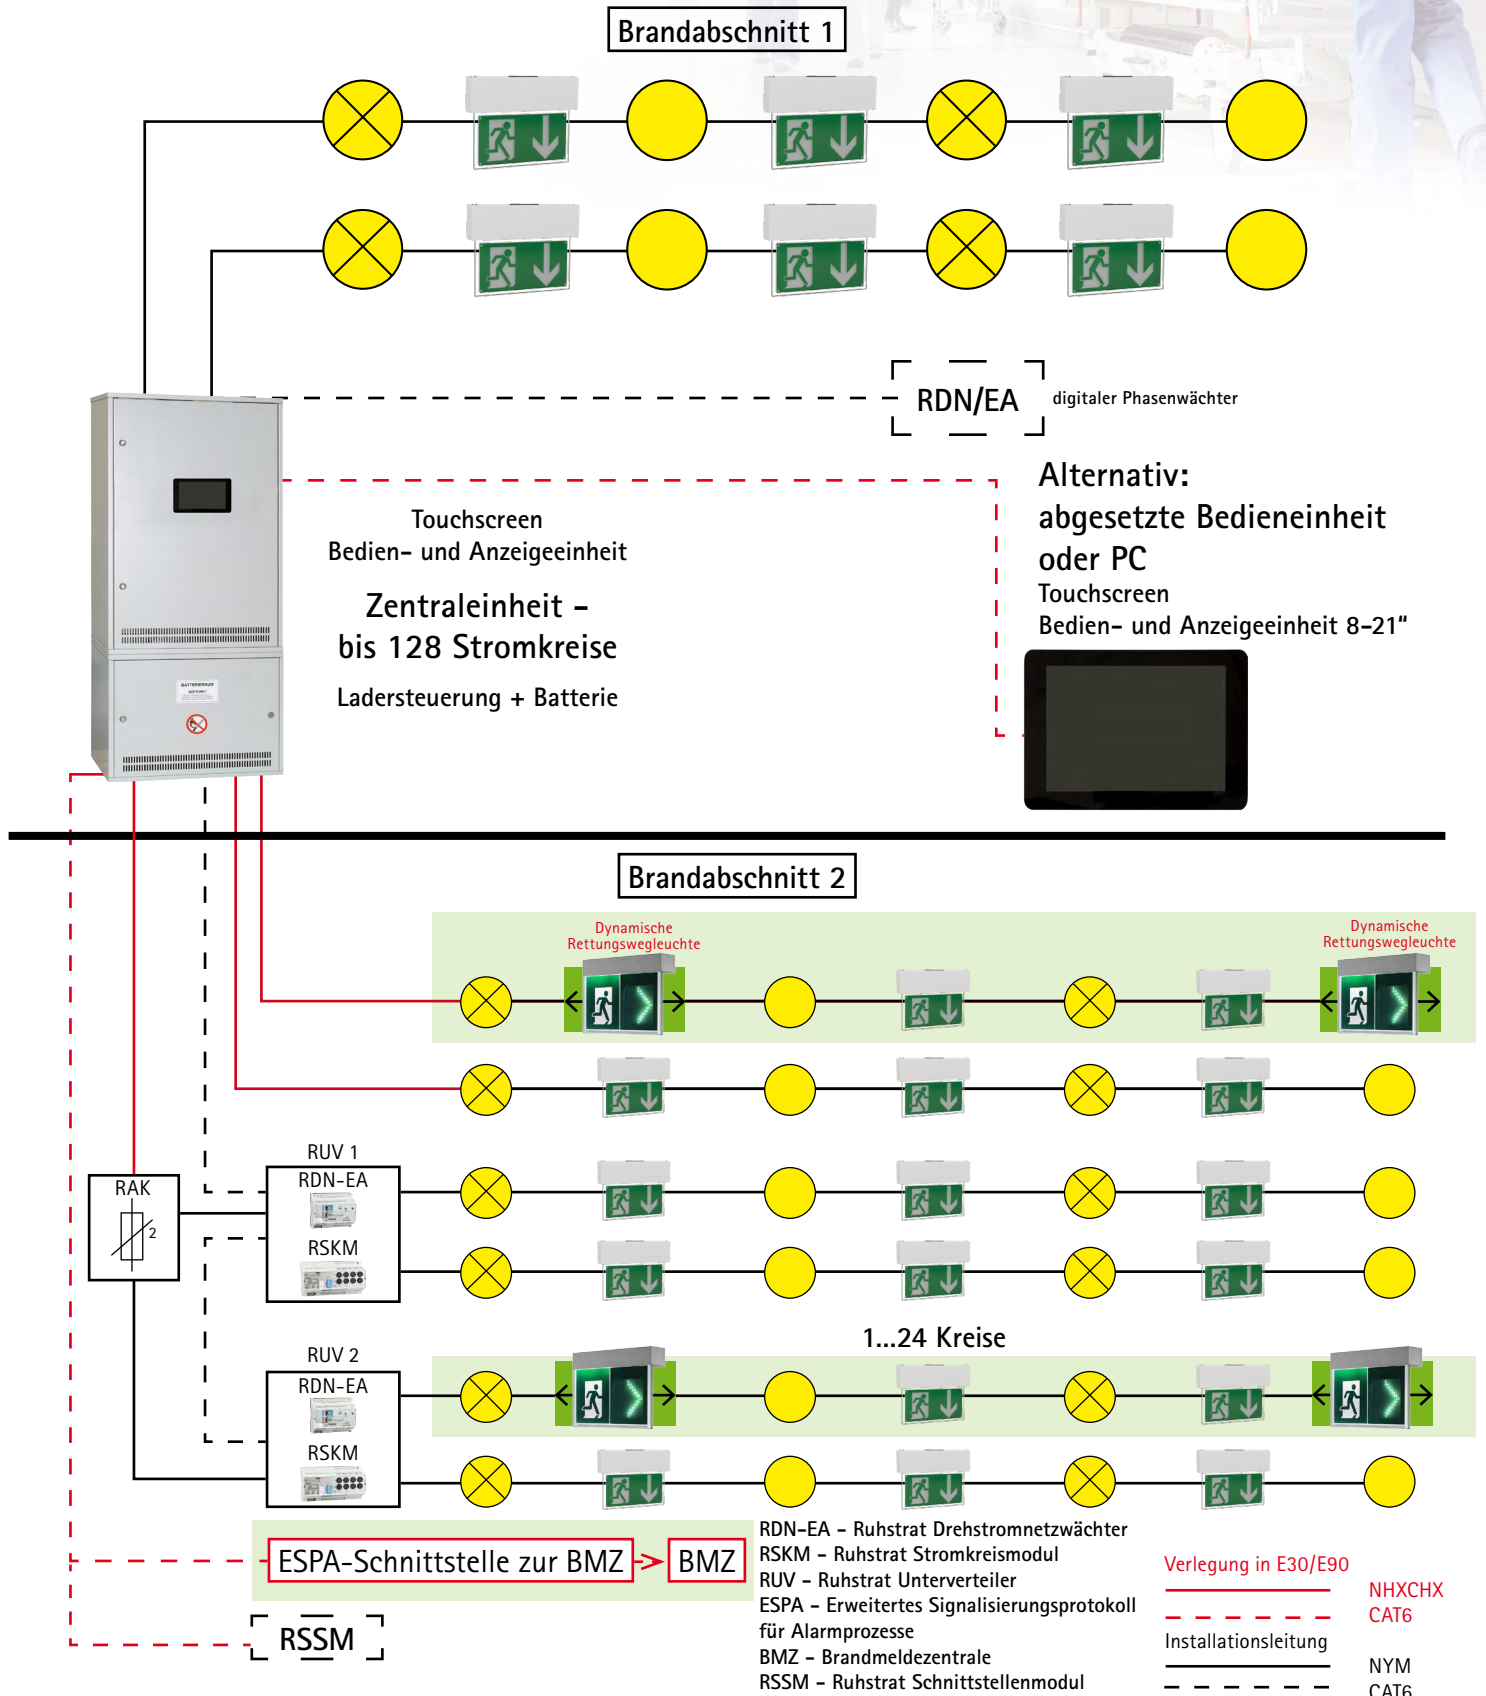 Brandabschnitt 1
RDN/EA
digitaler Phasenwächter
Touchscreen
Bedien- und Anzeigeeinheit
Zentraleinheit -
bis 128 Stromkreise
Ladersteuerung + Batterie
Alternativ:
abgesetzte Bedieneinheit
oder PC
Touchscreen
Bedien- und Anzeigeeinheit 8-21“
BATTERIERAUM
ACHTUNG !
Brandabschnitt 2
Dynamische
Rettungswegleuchte
Dynamische
Rettungswegleuchte
RAK
2
RUV 1
RDN-EA
RSKM
1...24 Kreise
RUV 2
RDN-EA
RSKM
ESPA-Schnittstelle zur BMZ
BMZ
RSSM
RDN-EA - Ruhstrat Drehstromnetzwächter
RSKM - Ruhstrat Stromkreismodul
RUV - Ruhstrat Unterverteiler
ESPA - Erweitertes Signalisierungsprotokoll
für Alarmprozesse
BMZ - Brandmeldezentrale
RSSM - Ruhstrat Schnittstellenmodul
Verlegung in E30/E90
NHXCHX
CAT6
Installationsleitung
NYM
CAT6